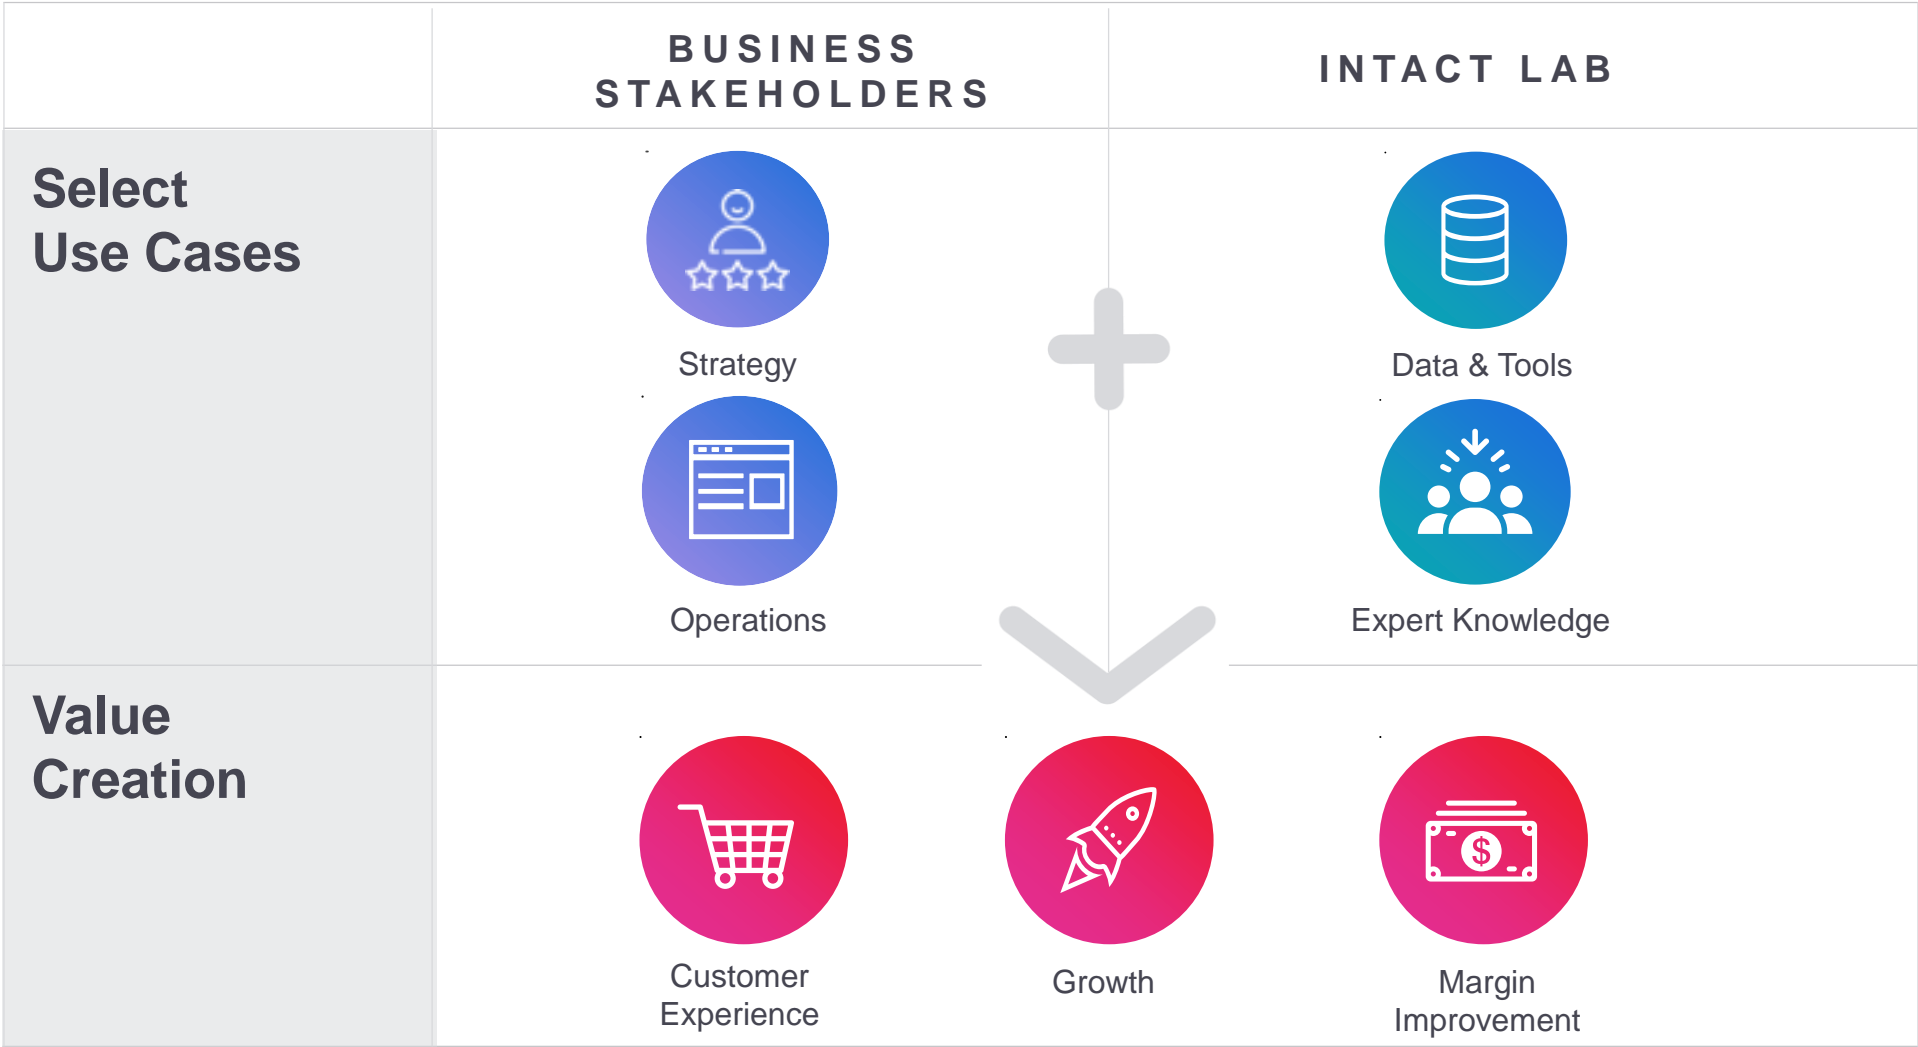 BUSINESS
STAKEHOLDERS
INTACT LAB
Select
Use Cases
Strategy
Data & Tools
Operations
Expert Knowledge
Value
Creation
$
Customer
Experience
Growth
Margin
Improvement